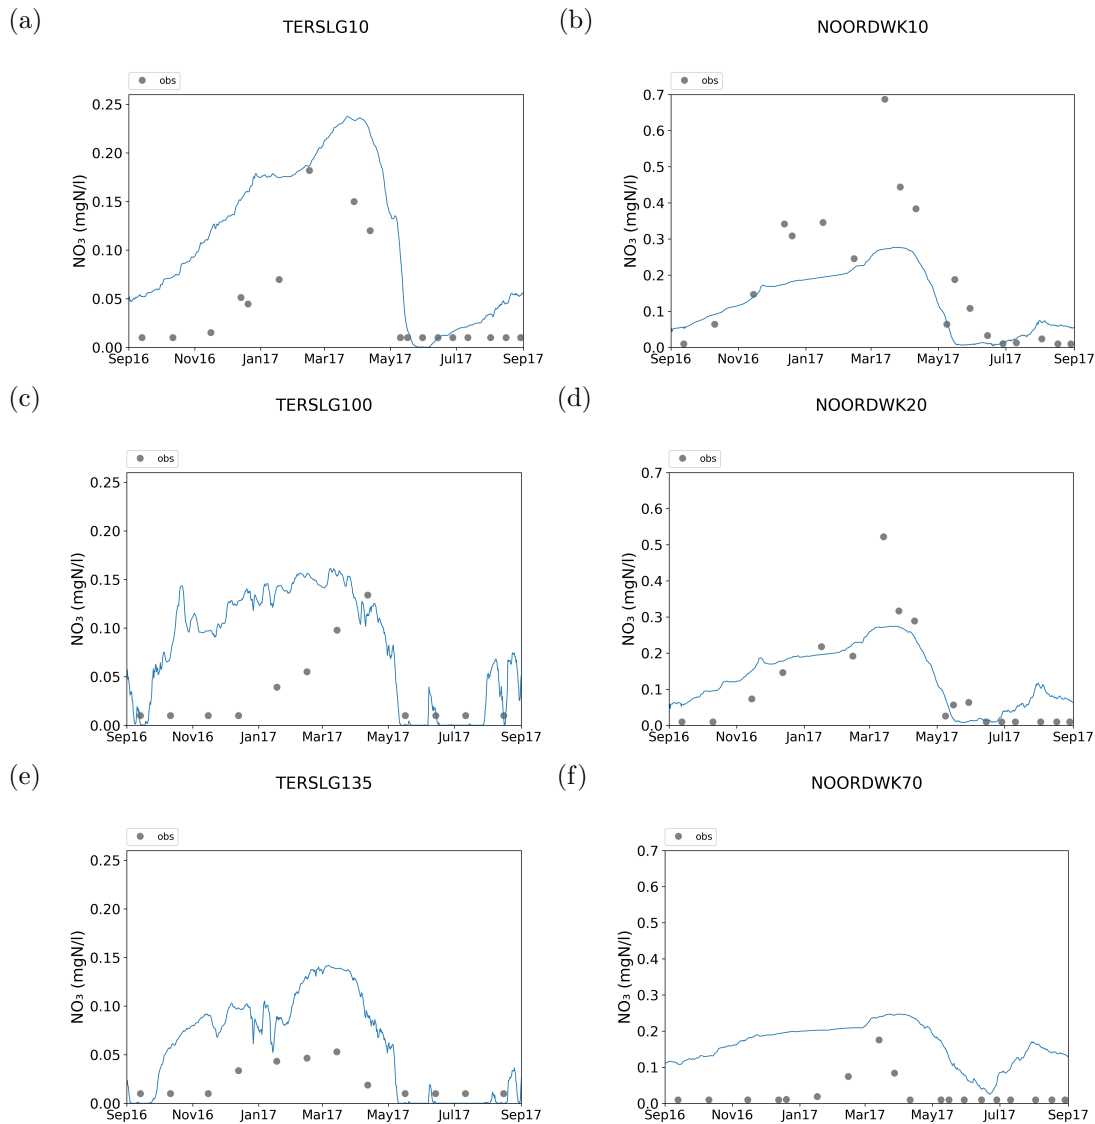 (a)
TERSLG10
obs
NO₃ (mgN/l)
0.25
0.20
0.15
0.10
0.05
0.00
Sep16 Nov16 Jan17 Mar17 May17 Jul17 Sep17
(b)
NOORDWK10
obs
NO₃ (mgN/l)
0.7
0.6
0.5
0.4
0.3
0.2
0.1
0.0
Sep16 Nov16 Jan17 Mar17 May17 Jul17 Sep17
(c)
TERSLG100
obs
NO₃ (mgN/l)
0.25
0.20
0.15
0.10
0.05
0.00
Sep16 Nov16 Jan17 Mar17 May17 Jul17 Sep17
(d)
NOORDWK20
obs
NO₃ (mgN/l)
0.7
0.6
0.5
0.4
0.3
0.2
0.1
0.0
Sep16 Nov16 Jan17 Mar17 May17 Jul17 Sep17
(e)
TERSLG135
obs
NO₃ (mgN/l)
0.25
0.20
0.15
0.10
0.05
0.00
Sep16 Nov16 Jan17 Mar17 May17 Jul17 Sep17
(f)
NOORDWK70
obs
NO₃ (mgN/l)
0.7
0.6
0.5
0.4
0.3
0.2
0.1
0.0
Sep16 Nov16 Jan17 Mar17 May17 Jul17 Sep17